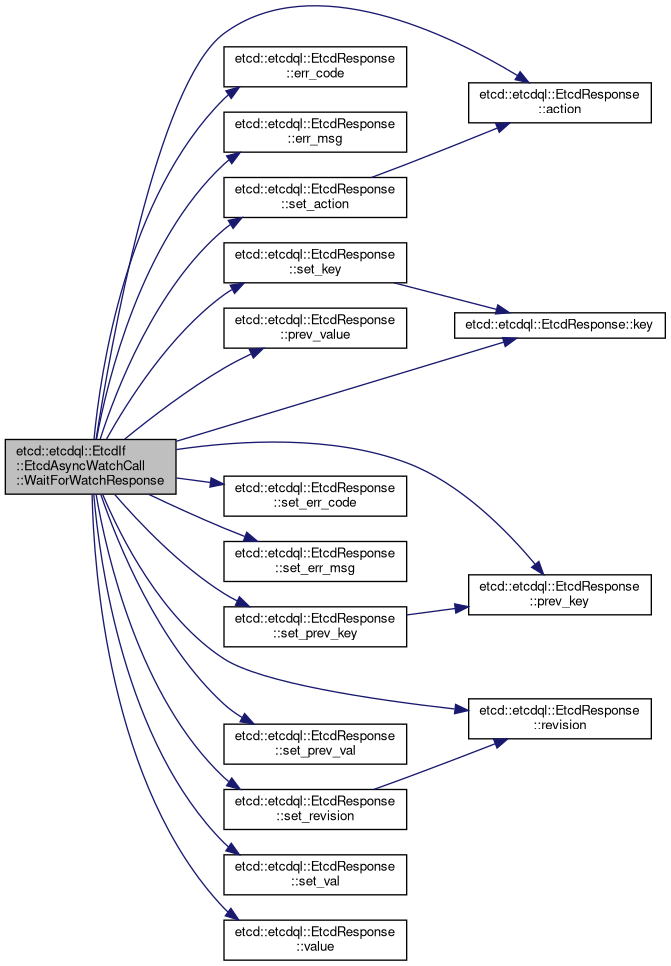 etcd::etcdql::EtcdResponse
::err_code
etcd::etcdql::EtcdResponse
::action
etcd::etcdql::EtcdResponse
::err_msg
etcd::etcdql::EtcdResponse
::set_action
etcd::etcdql::EtcdResponse
::set_key
etcd::etcdql::EtcdResponse
::prev_value
etcd::etcdql::EtcdResponse::key
etcd::etcdql::EtcdIf
::EtcdAsyncWatchCall
::WaitForWatchResponse
etcd::etcdql::EtcdResponse
::set_err_code
etcd::etcdql::EtcdResponse
::set_err_msg
etcd::etcdql::EtcdResponse
::prev_key
etcd::etcdql::EtcdResponse
::set_prev_key
etcd::etcdql::EtcdResponse
::revision
etcd::etcdql::EtcdResponse
::set_prev_val
etcd::etcdql::EtcdResponse
::set_revision
etcd::etcdql::EtcdResponse
::set_val
etcd::etcdql::EtcdResponse
::value